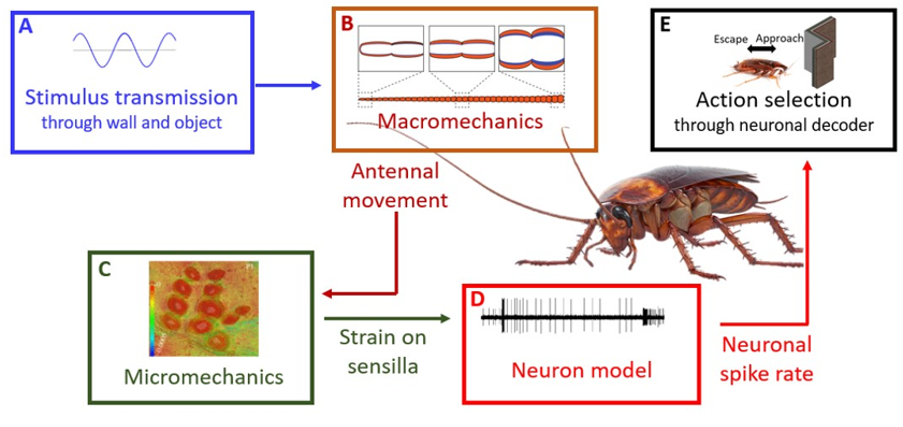 A
Stimulus transmission
through wall and object
B
Macromechanics
E
Escape Approach
Action selection
through neuronal decoder
Antennal
movement
C
Micromechanics
Strain on
sensilla
D
Neuron model
Neuronal
spike rate